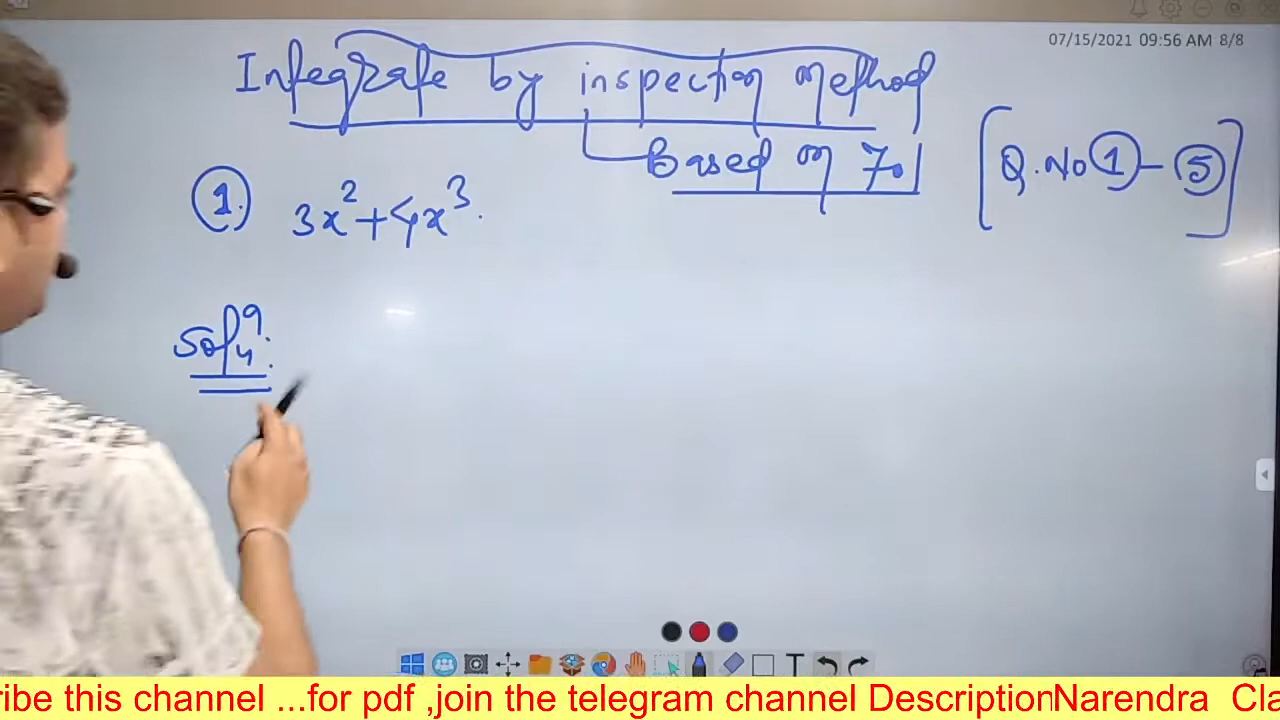 07/15/2021 09:56 AM 8/8
Integrate by inspection method
Based on 7.1
[Q.No 1 - 5]
1. 3x²+4x³.
Solⁿ:
ribe this channel ...for pdf ,join the telegram channel DescriptionNarendra Cla